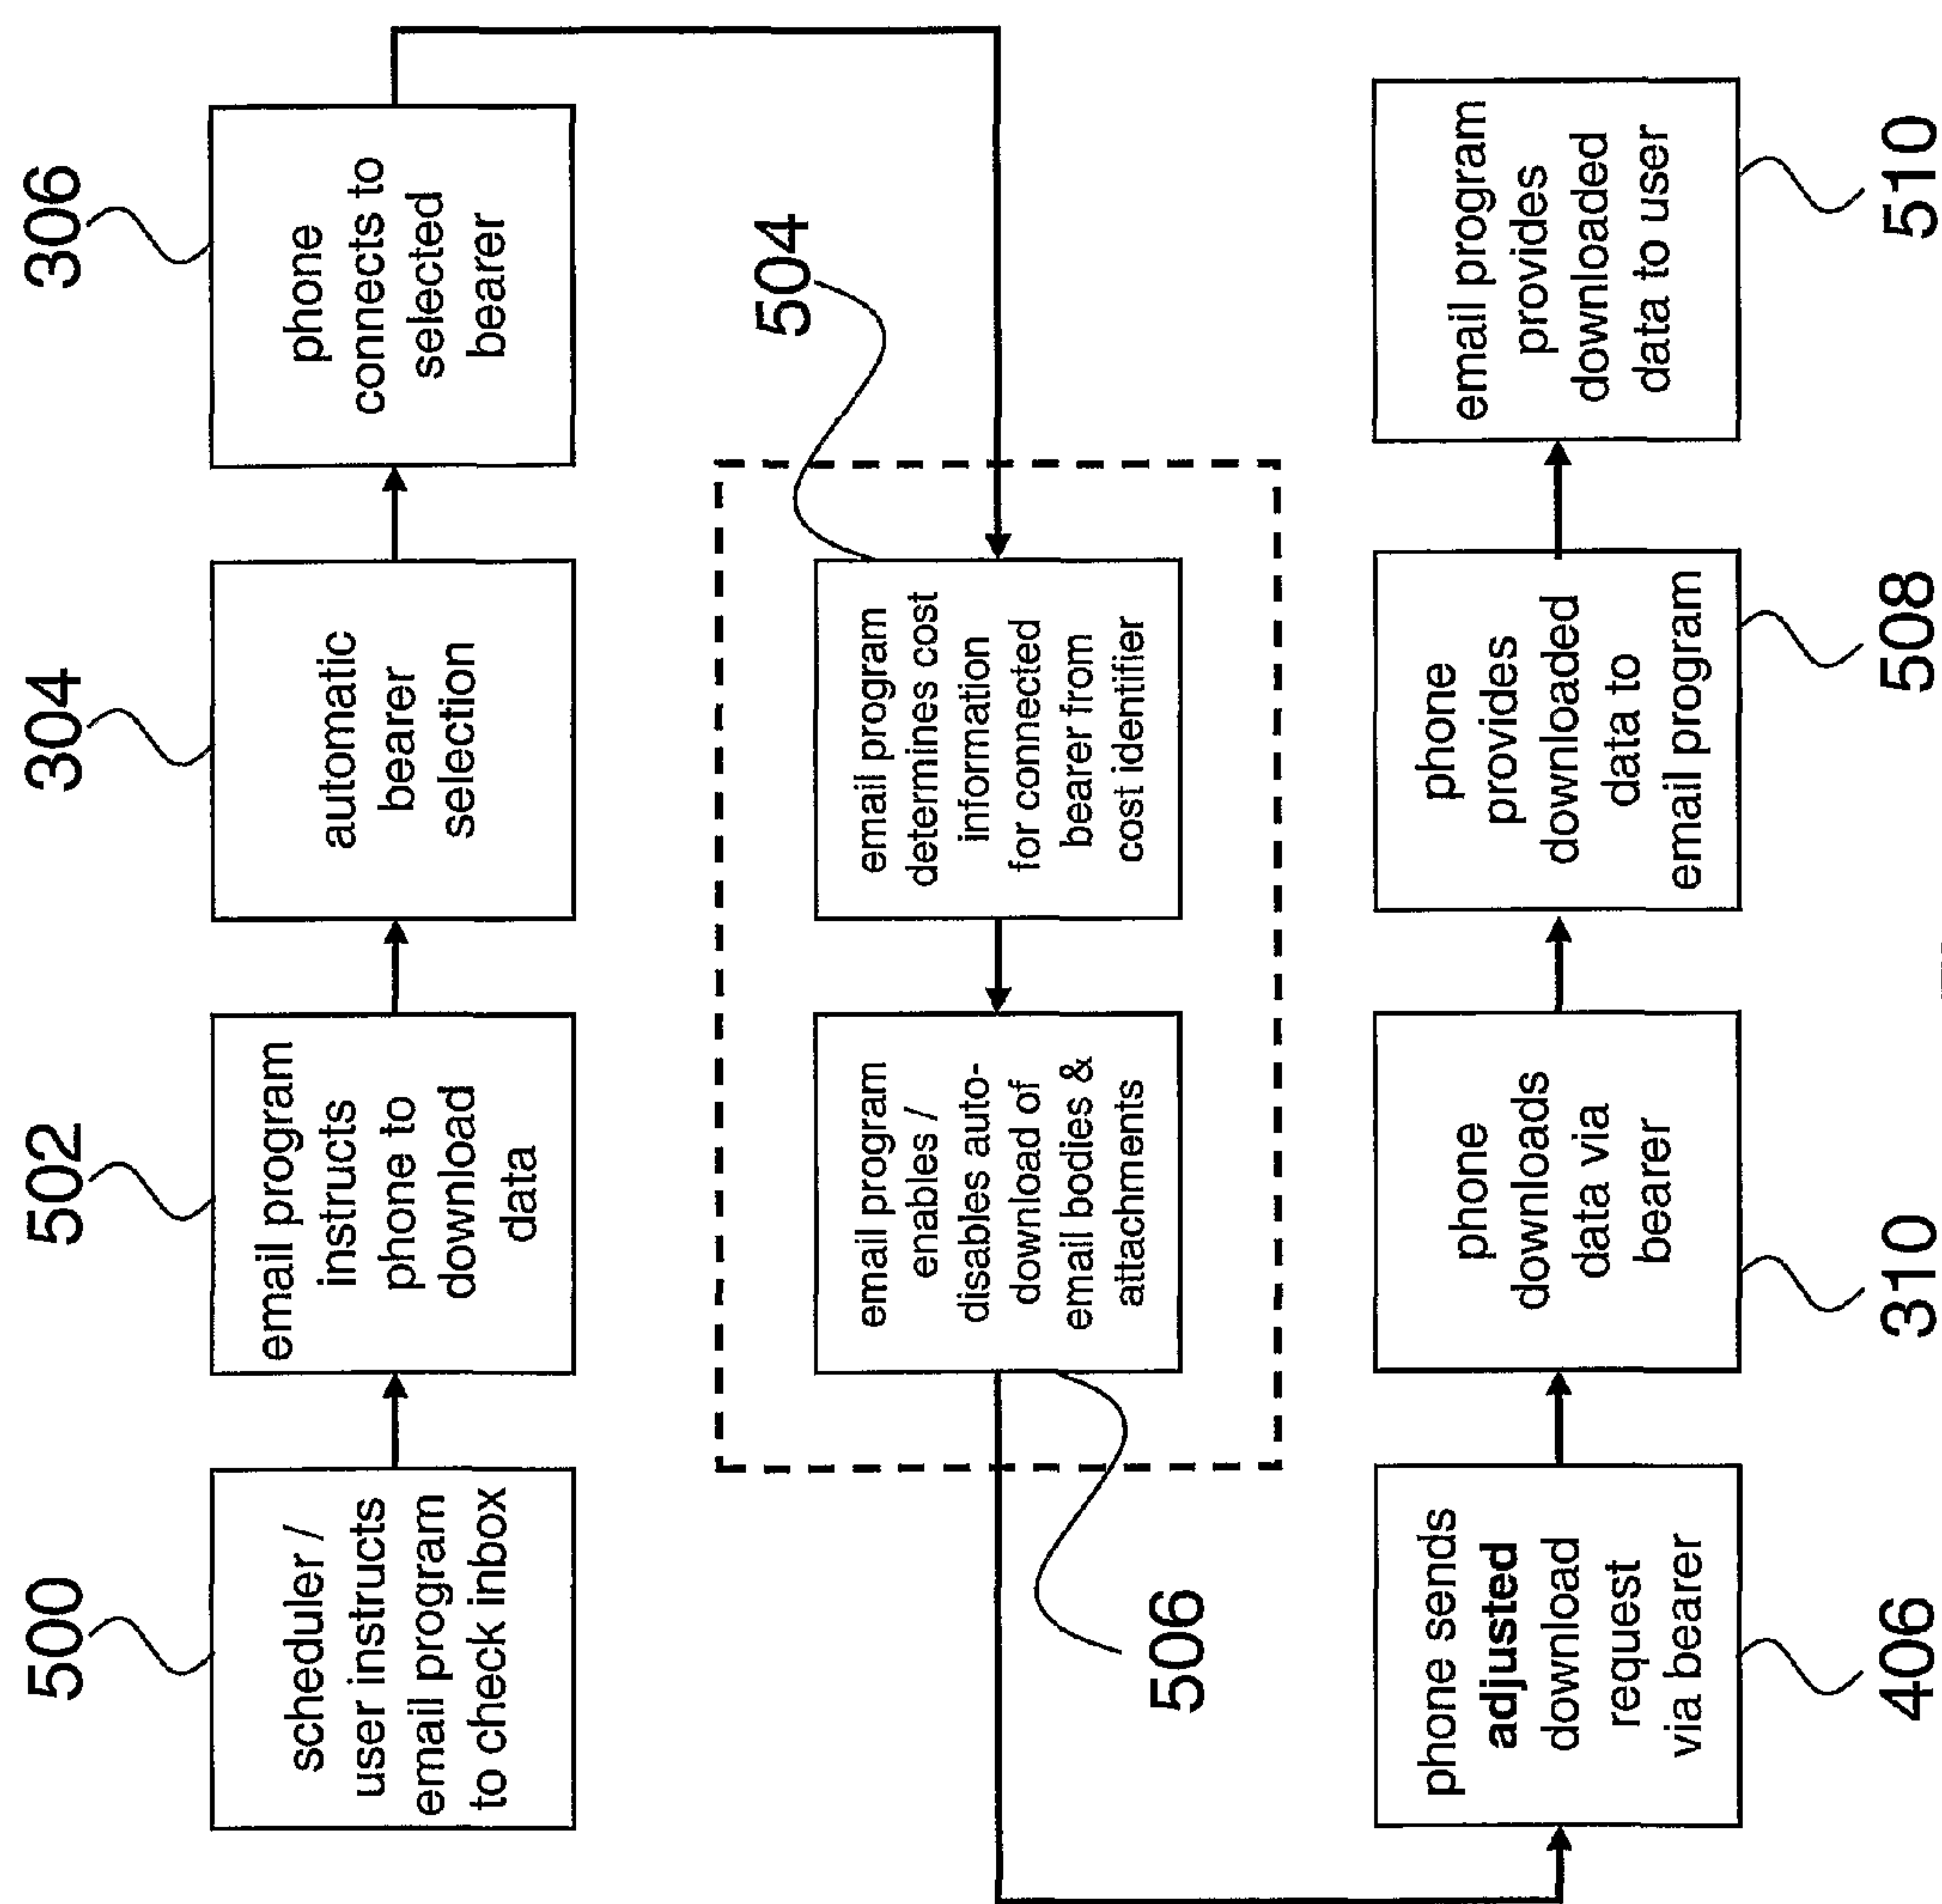 500
502
304
306
scheduler /
user instructs
email program
to check inbox
email program
instructs
phone to
download
data
automatic
bearer
selection
phone
connects to
selected
bearer
504
email program
determines cost
information
for connected
bearer from
cost identifier
email program
enables /
disables auto-
download of
email bodies &
attachments
506
phone sends
adjusted
download
request
via bearer
phone
downloads
data via
bearer
phone
provides
downloaded
data to
email program
email program
provides
downloaded
data to user
406
310
508
510